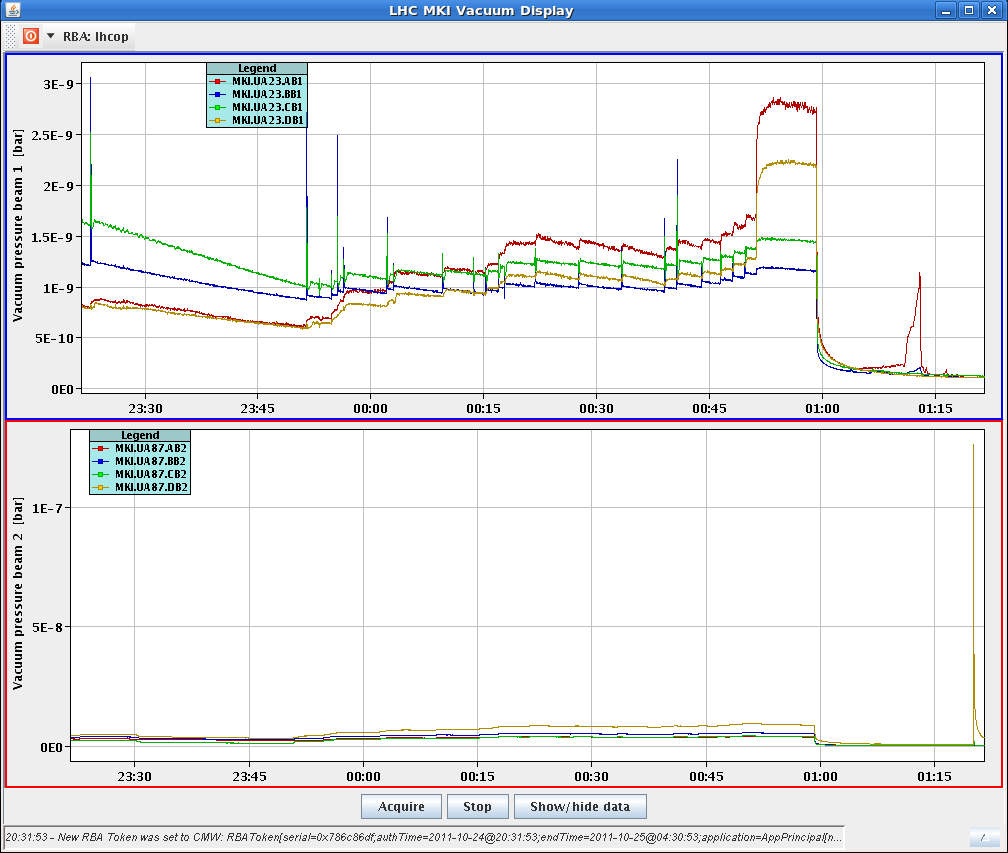 LHC MKI Vacuum Display
RBA: lhcop
Vacuum pressure beam 1 [bar]
3E-9
2.5E-9
2E-9
1.5E-9
1E-9
5E-10
0E0
Legend
MKI.UA23.AB1
MKI.UA23.BB1
MKI.UA23.CB1
MKI.UA23.DB1
23:30 23:45 00:00 00:15 00:30 00:45 01:00 01:15
Vacuum pressure beam 2 [bar]
1E-7
5E-8
0E0
Legend
MKI.UA87.AB2
MKI.UA87.BB2
MKI.UA87.CB2
MKI.UA87.DB2
23:30 23:45 00:00 00:15 00:30 00:45 01:00 01:15
Acquire Stop Show/hide data
20:31:53 - New RBA Token was set to CMW: RBAToken[serial=0x786c86df;authTime=2011-10-24@20:31:53;endTime=2011-10-25@04:30:53;application=AppPrincipal[n...